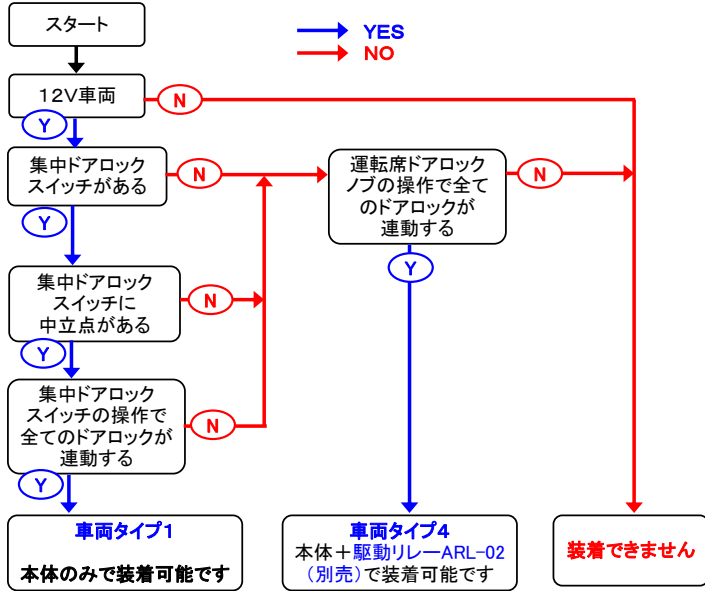 スタート
YES
NO
12V車両
N
Y
集中ドアロック
スイッチがある
N
Y
運転席ドアロック
ノブの操作で全て
のドアロックが
連動する
N
Y
集中ドアロック
スイッチに
中立点がある
N
Y
集中ドアロック
スイッチの操作で
全てのドアロックが
連動する
N
Y
車両タイプ1
本体のみで装着可能です
車両タイプ4
本体+駆動リレーARL-02
(別売)で装着可能です
装着できません